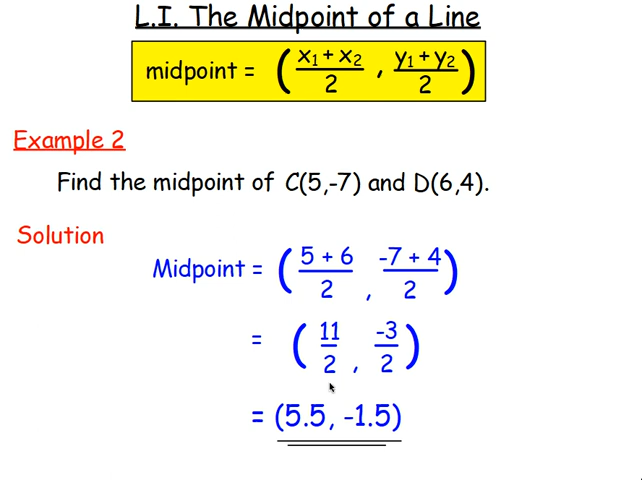 L.I. The Midpoint of a Line
midpoint = ( x₁ + x₂ / 2 , y₁ + y₂ / 2 )
Example 2
Find the midpoint of C(5,-7) and D(6,4).
Solution
Midpoint = ( 5 + 6 / 2 , -7 + 4 / 2 )
= ( 11 / 2 , -3 / 2 )
= (5.5, -1.5)